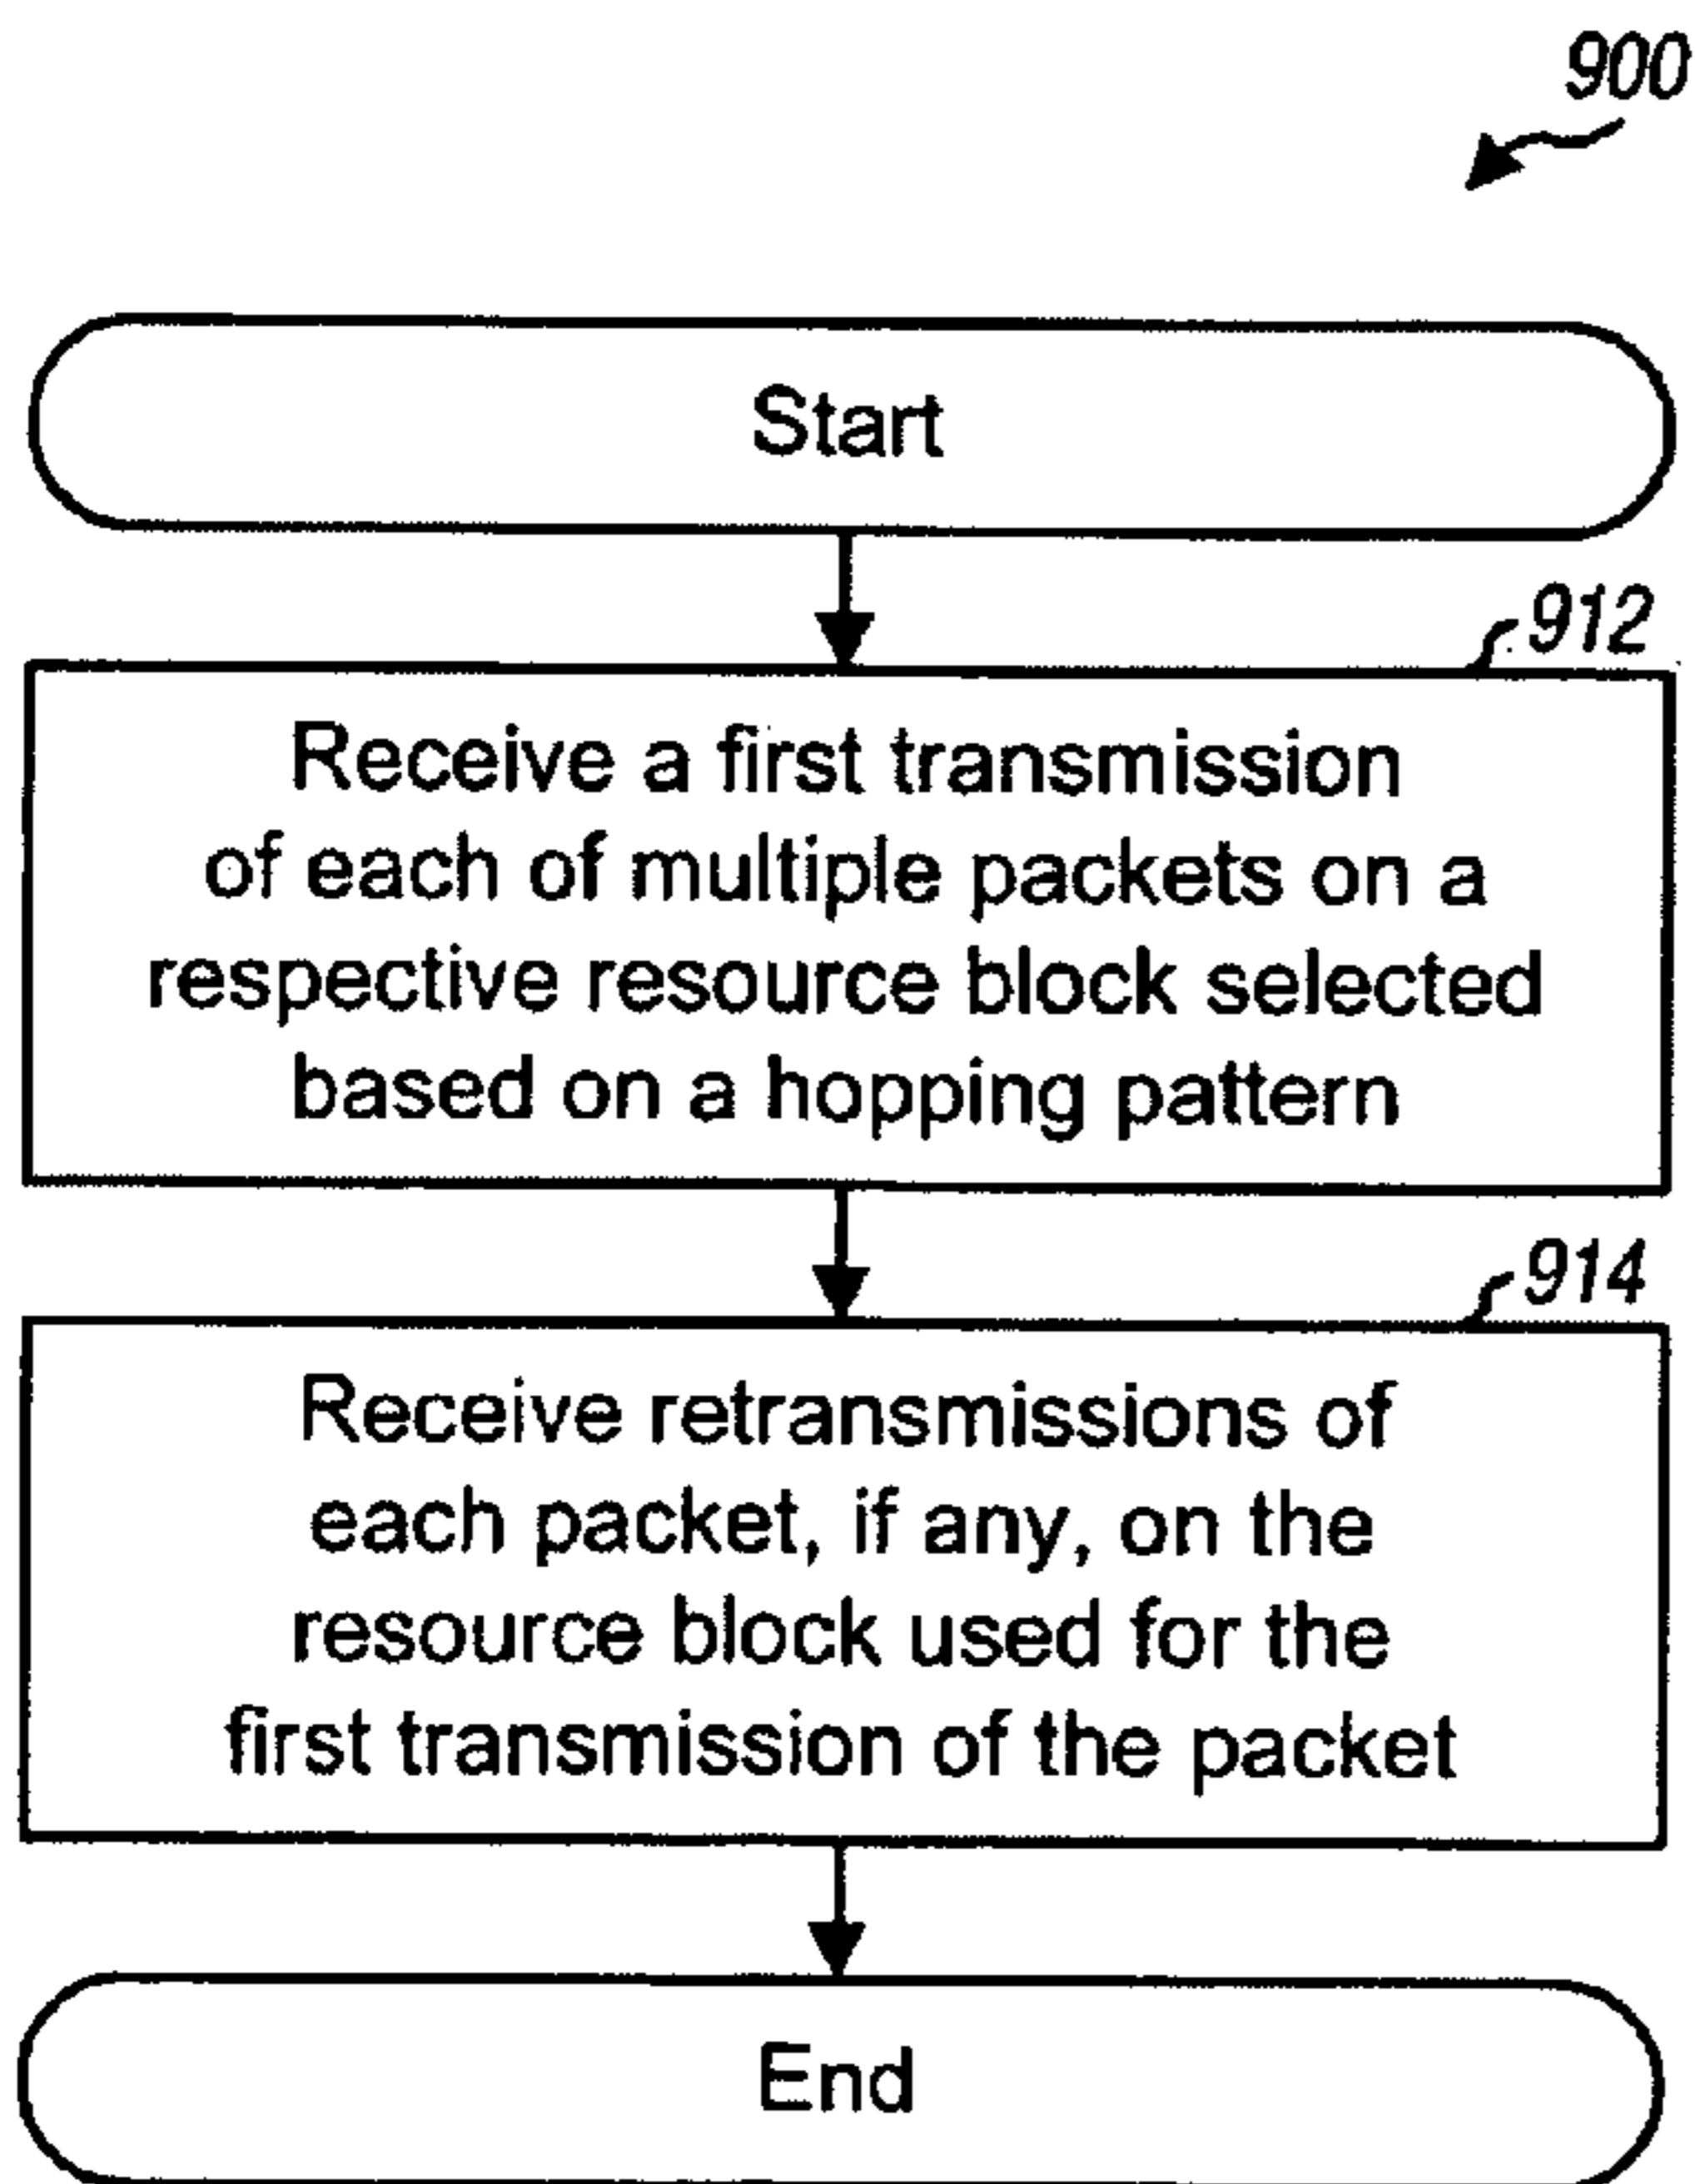 900
Start
912
Receive a first transmission
of each of multiple packets on a
respective resource block selected
based on a hopping pattern
914
Receive retransmissions of
each packet, if any, on the
resource block used for the
first transmission of the packet
End